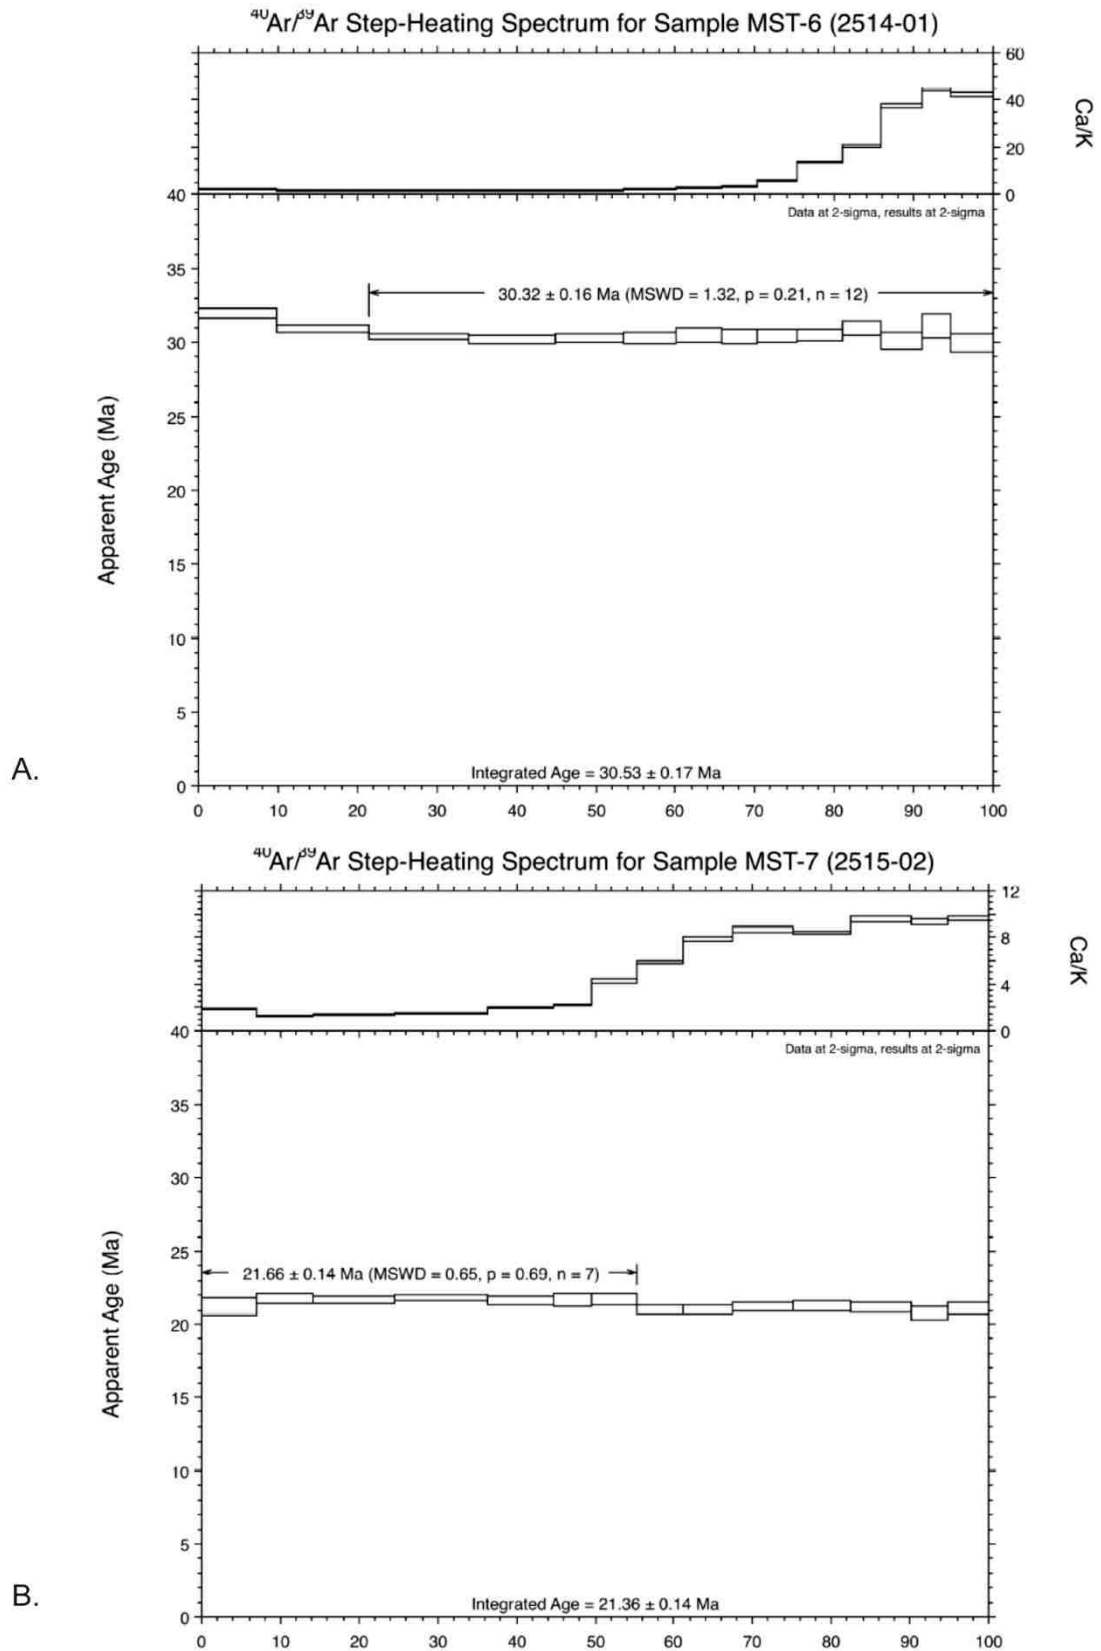 ⁴⁰Ar/³⁹Ar Step-Heating Spectrum for Sample MST-6 (2514-01)
60
40
20
0
Ca/K
Data at 2-sigma, results at 2-sigma
40
35
30
25
20
15
10
5
0
Apparent Age (Ma)
30.32 ± 0.16 Ma (MSWD = 1.32, p = 0.21, n = 12)
Integrated Age = 30.53 ± 0.17 Ma
A.
0 10 20 30 40 50 60 70 80 90 100
⁴⁰Ar/³⁹Ar Step-Heating Spectrum for Sample MST-7 (2515-02)
12
8
4
0
Ca/K
Data at 2-sigma, results at 2-sigma
40
35
30
25
20
15
10
5
0
Apparent Age (Ma)
21.66 ± 0.14 Ma (MSWD = 0.65, p = 0.69, n = 7)
Integrated Age = 21.36 ± 0.14 Ma
B.
0 10 20 30 40 50 60 70 80 90 100